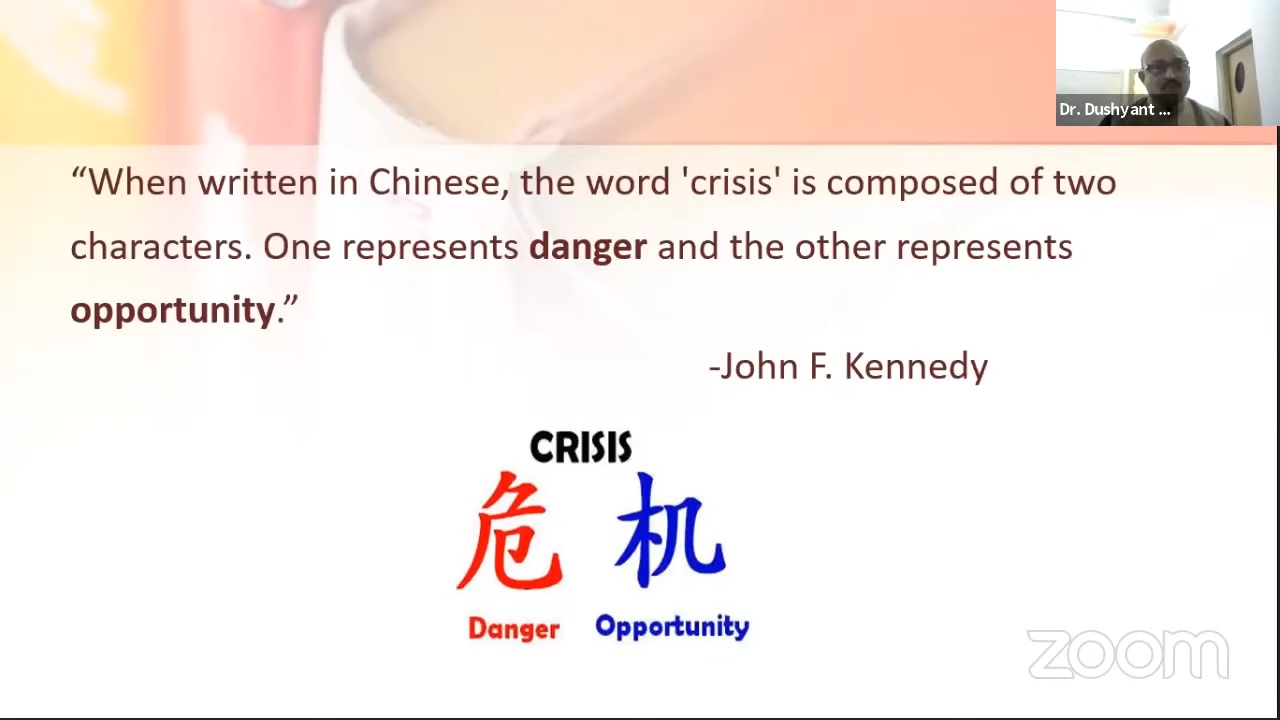 Dr. Dushyant ...
“When written in Chinese, the word 'crisis' is composed of two
characters. One represents danger and the other represents
opportunity.”
-John F. Kennedy
CRISIS
危 机
Danger Opportunity
zoom